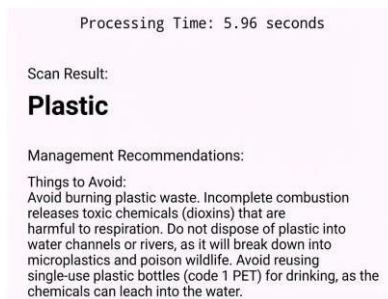 Processing Time: 5.96 seconds
Scan Result:
Plastic
Management Recommendations:
Things to Avoid:
Avoid burning plastic waste. Incomplete combustion
releases toxic chemicals (dioxins) that are
harmful to respiration. Do not dispose of plastic into
water channels or rivers, as it will break down into
microplastics and poison wildlife. Avoid reusing
single-use plastic bottles (code 1 PET) for drinking, as the
chemicals can leach into the water.